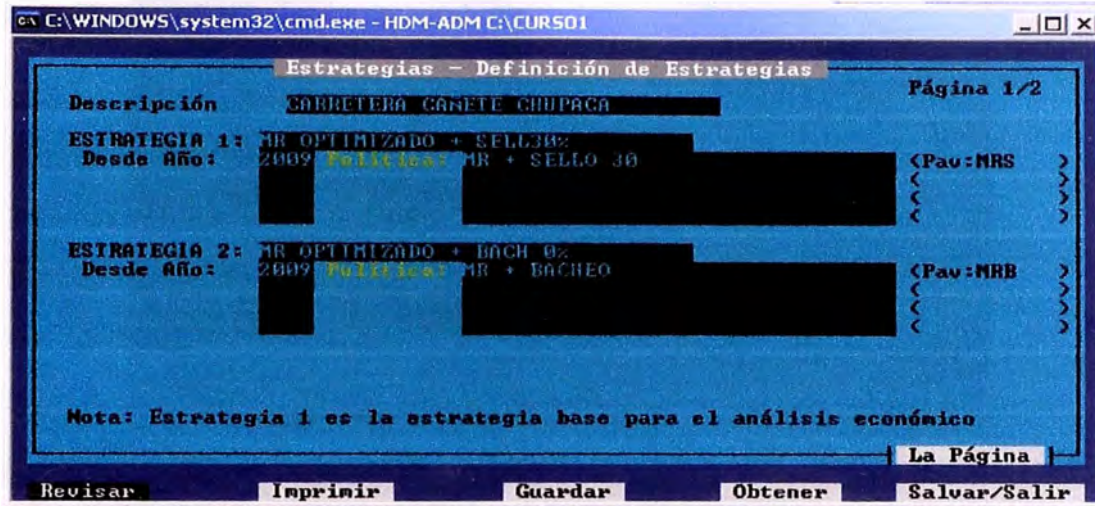 C:\WINDOWS\system32\cmd.exe - HDM-ADM C:\CURSO1
Estrategias - Definición de Estrategias
Página 1/2
Descripción CARRETERA CANETE CHUPACA
ESTRATEGIA 1: MR OPTIMIZADO + SELL30%
Desde Año: 2009 Política: MR + SELLO 30 (Pav:MRS )
( )
( )
( )
ESTRATEGIA 2: MR OPTIMIZADO + BACH 0%
Desde Año: 2009 Política: MR + BACHEO (Pav:MRB )
( )
( )
( )
Nota: Estrategia 1 es la estrategia base para el análisis económico
La Página
Revisar Imprimir Guardar Obtener Salvar/Salir